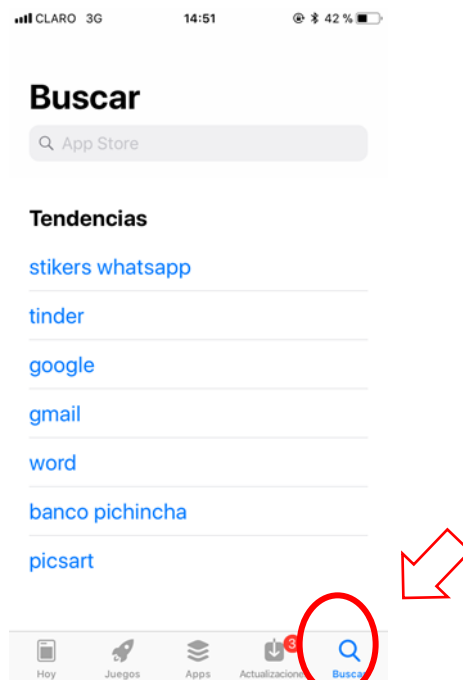 CLARO 3G 14:51 42 %
Buscar
App Store
Tendencias
stikers whatsapp
tinder
google
gmail
word
banco pichincha
picsart
3
Hoy Juegos Apps Actualizacione Buscar